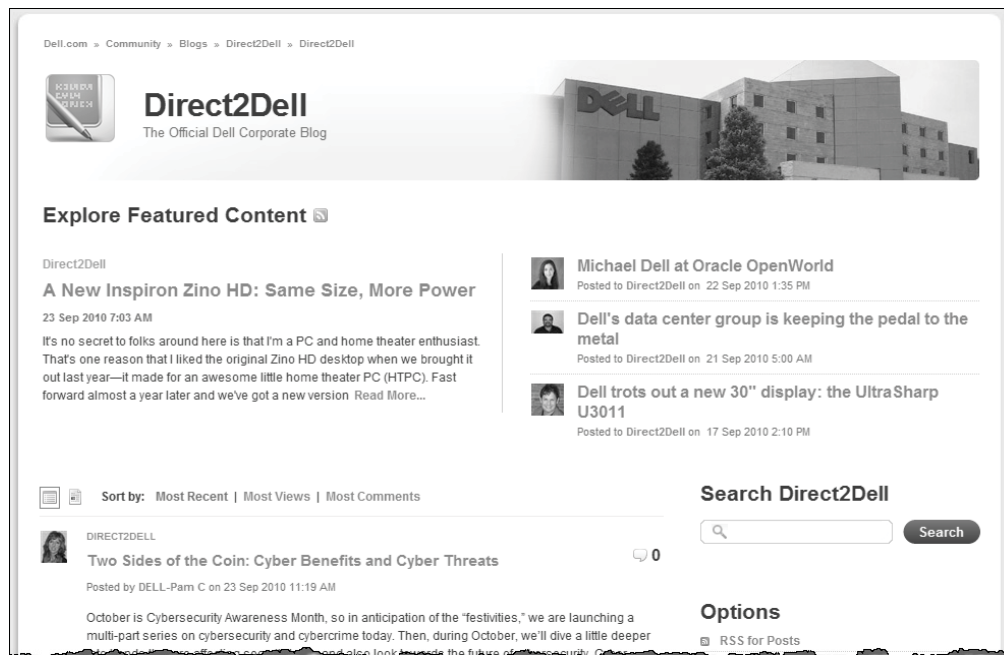 Dell.com » Community » Blogs » Direct2Dell » Direct2Dell
Direct2Dell
The Official Dell Corporate Blog
DELL
Explore Featured Content
Direct2Dell
A New Inspiron Zino HD: Same Size, More Power
23 Sep 2010 7:03 AM
It's no secret to folks around here is that I'm a PC and home theater enthusiast.
That's one reason that I liked the original Zino HD desktop when we brought it
out last year—it made for an awesome little home theater PC (HTPC). Fast
forward almost a year later and we've got a new version Read More...
Michael Dell at Oracle OpenWorld
Posted to Direct2Dell on 22 Sep 2010 1:35 PM
Dell's data center group is keeping the pedal to the
metal
Posted to Direct2Dell on 21 Sep 2010 5:00 AM
Dell trots out a new 30" display: the UltraSharp
U3011
Posted to Direct2Dell on 17 Sep 2010 2:10 PM
Sort by: Most Recent | Most Views | Most Comments
DIRECT2DELL
Two Sides of the Coin: Cyber Benefits and Cyber Threats
0
Posted by DELL-Pam C on 23 Sep 2010 11:19 AM
October is Cybersecurity Awareness Month, so in anticipation of the “festivities,” we are launching a
multi-part series on cybersecurity and cybercrime today. Then, during October, we'll dive a little deeper
Search Direct2Dell
Search
Options
RSS for Posts